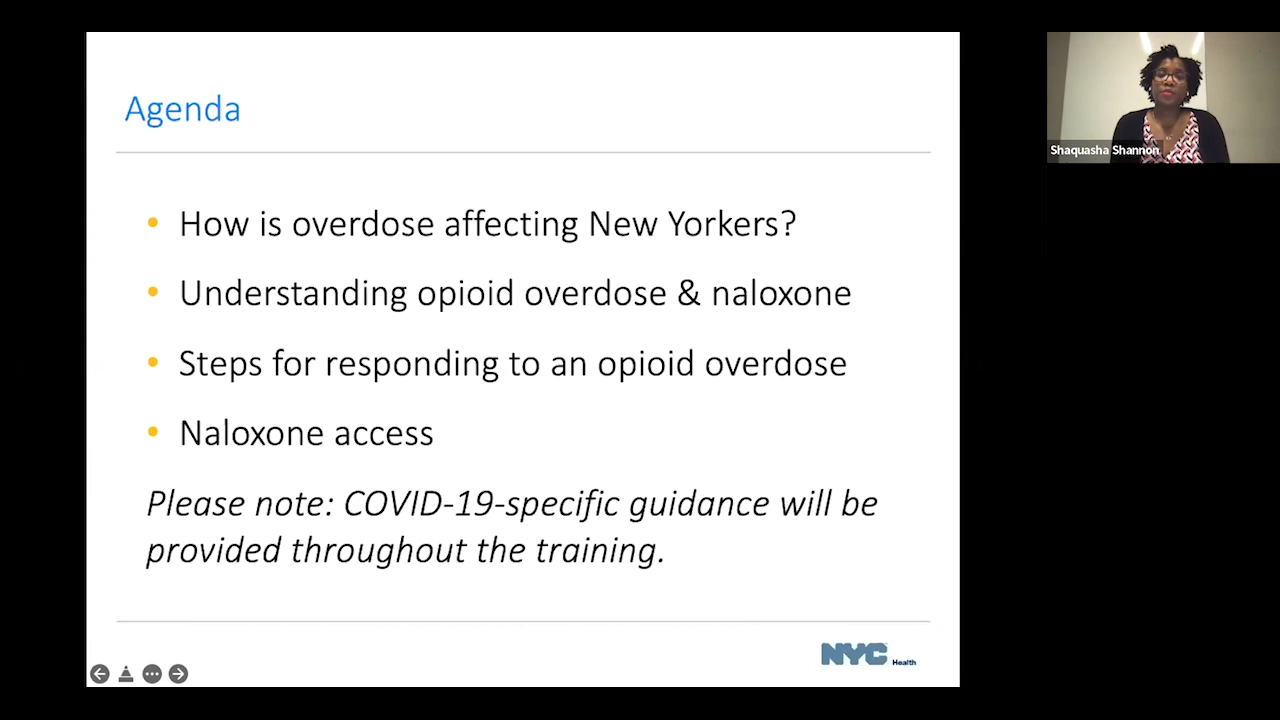 Agenda
• How is overdose affecting New Yorkers?
• Understanding opioid overdose & naloxone
• Steps for responding to an opioid overdose
• Naloxone access
Please note: COVID-19-specific guidance will be
provided throughout the training.
NYC Health
Shaquasha Shannon